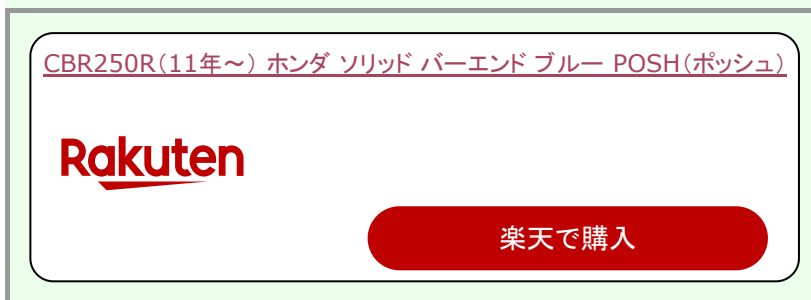 CBR250R（11年～） ホンダ ソリッド バーエンド ブルー POSH（ポッシュ）
Rakuten
楽天で購入